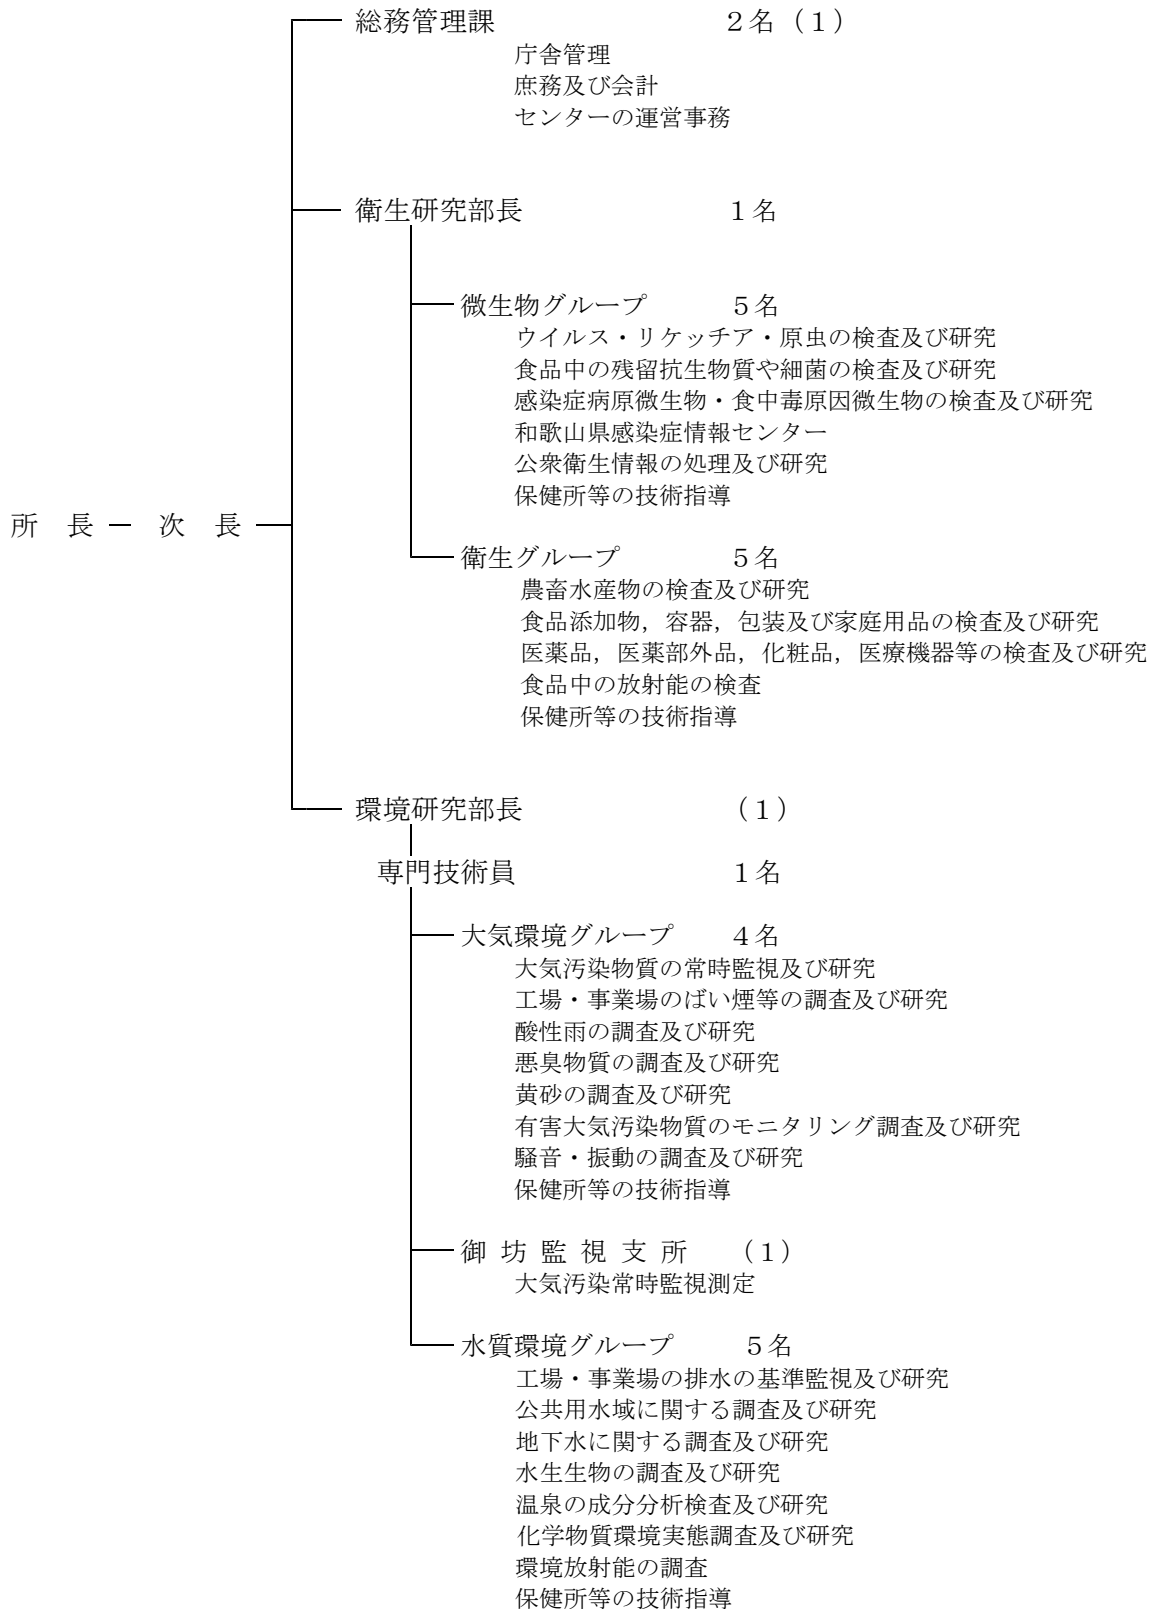 総務管理課 2名(1)
庁舎管理
庶務及び会計
センターの運営事務
衛生研究部長 1名
微生物グループ 5名
ウイルス・リケッチア・原虫の検査及び研究
食品中の残留抗生物質や細菌の検査及び研究
感染症病原微生物・食中毒原因微生物の検査及び研究
和歌山県感染症情報センター
公衆衛生情報の処理及び研究
保健所等の技術指導
所 長 - 次 長
衛生グループ 5名
農畜水産物の検査及び研究
食品添加物,容器,包装及び家庭用品の検査及び研究
医薬品,医薬部外品,化粧品,医療機器等の検査及び研究
食品中の放射能の検査
保健所等の技術指導
環境研究部長 (1)
専門技術員 1名
大気環境グループ 4名
大気汚染物質の常時監視及び研究
工場・事業場のばい煙等の調査及び研究
酸性雨の調査及び研究
悪臭物質の調査及び研究
黄砂の調査及び研究
有害大気汚染物質のモニタリング調査及び研究
騒音・振動の調査及び研究
保健所等の技術指導
御坊監視支所 (1)
大気汚染常時監視測定
水質環境グループ 5名
工場・事業場の排水の基準監視及び研究
公共用水域に関する調査及び研究
地下水に関する調査及び研究
水生生物の調査及び研究
温泉の成分分析検査及び研究
化学物質環境実態調査及び研究
環境放射能の調査
保健所等の技術指導